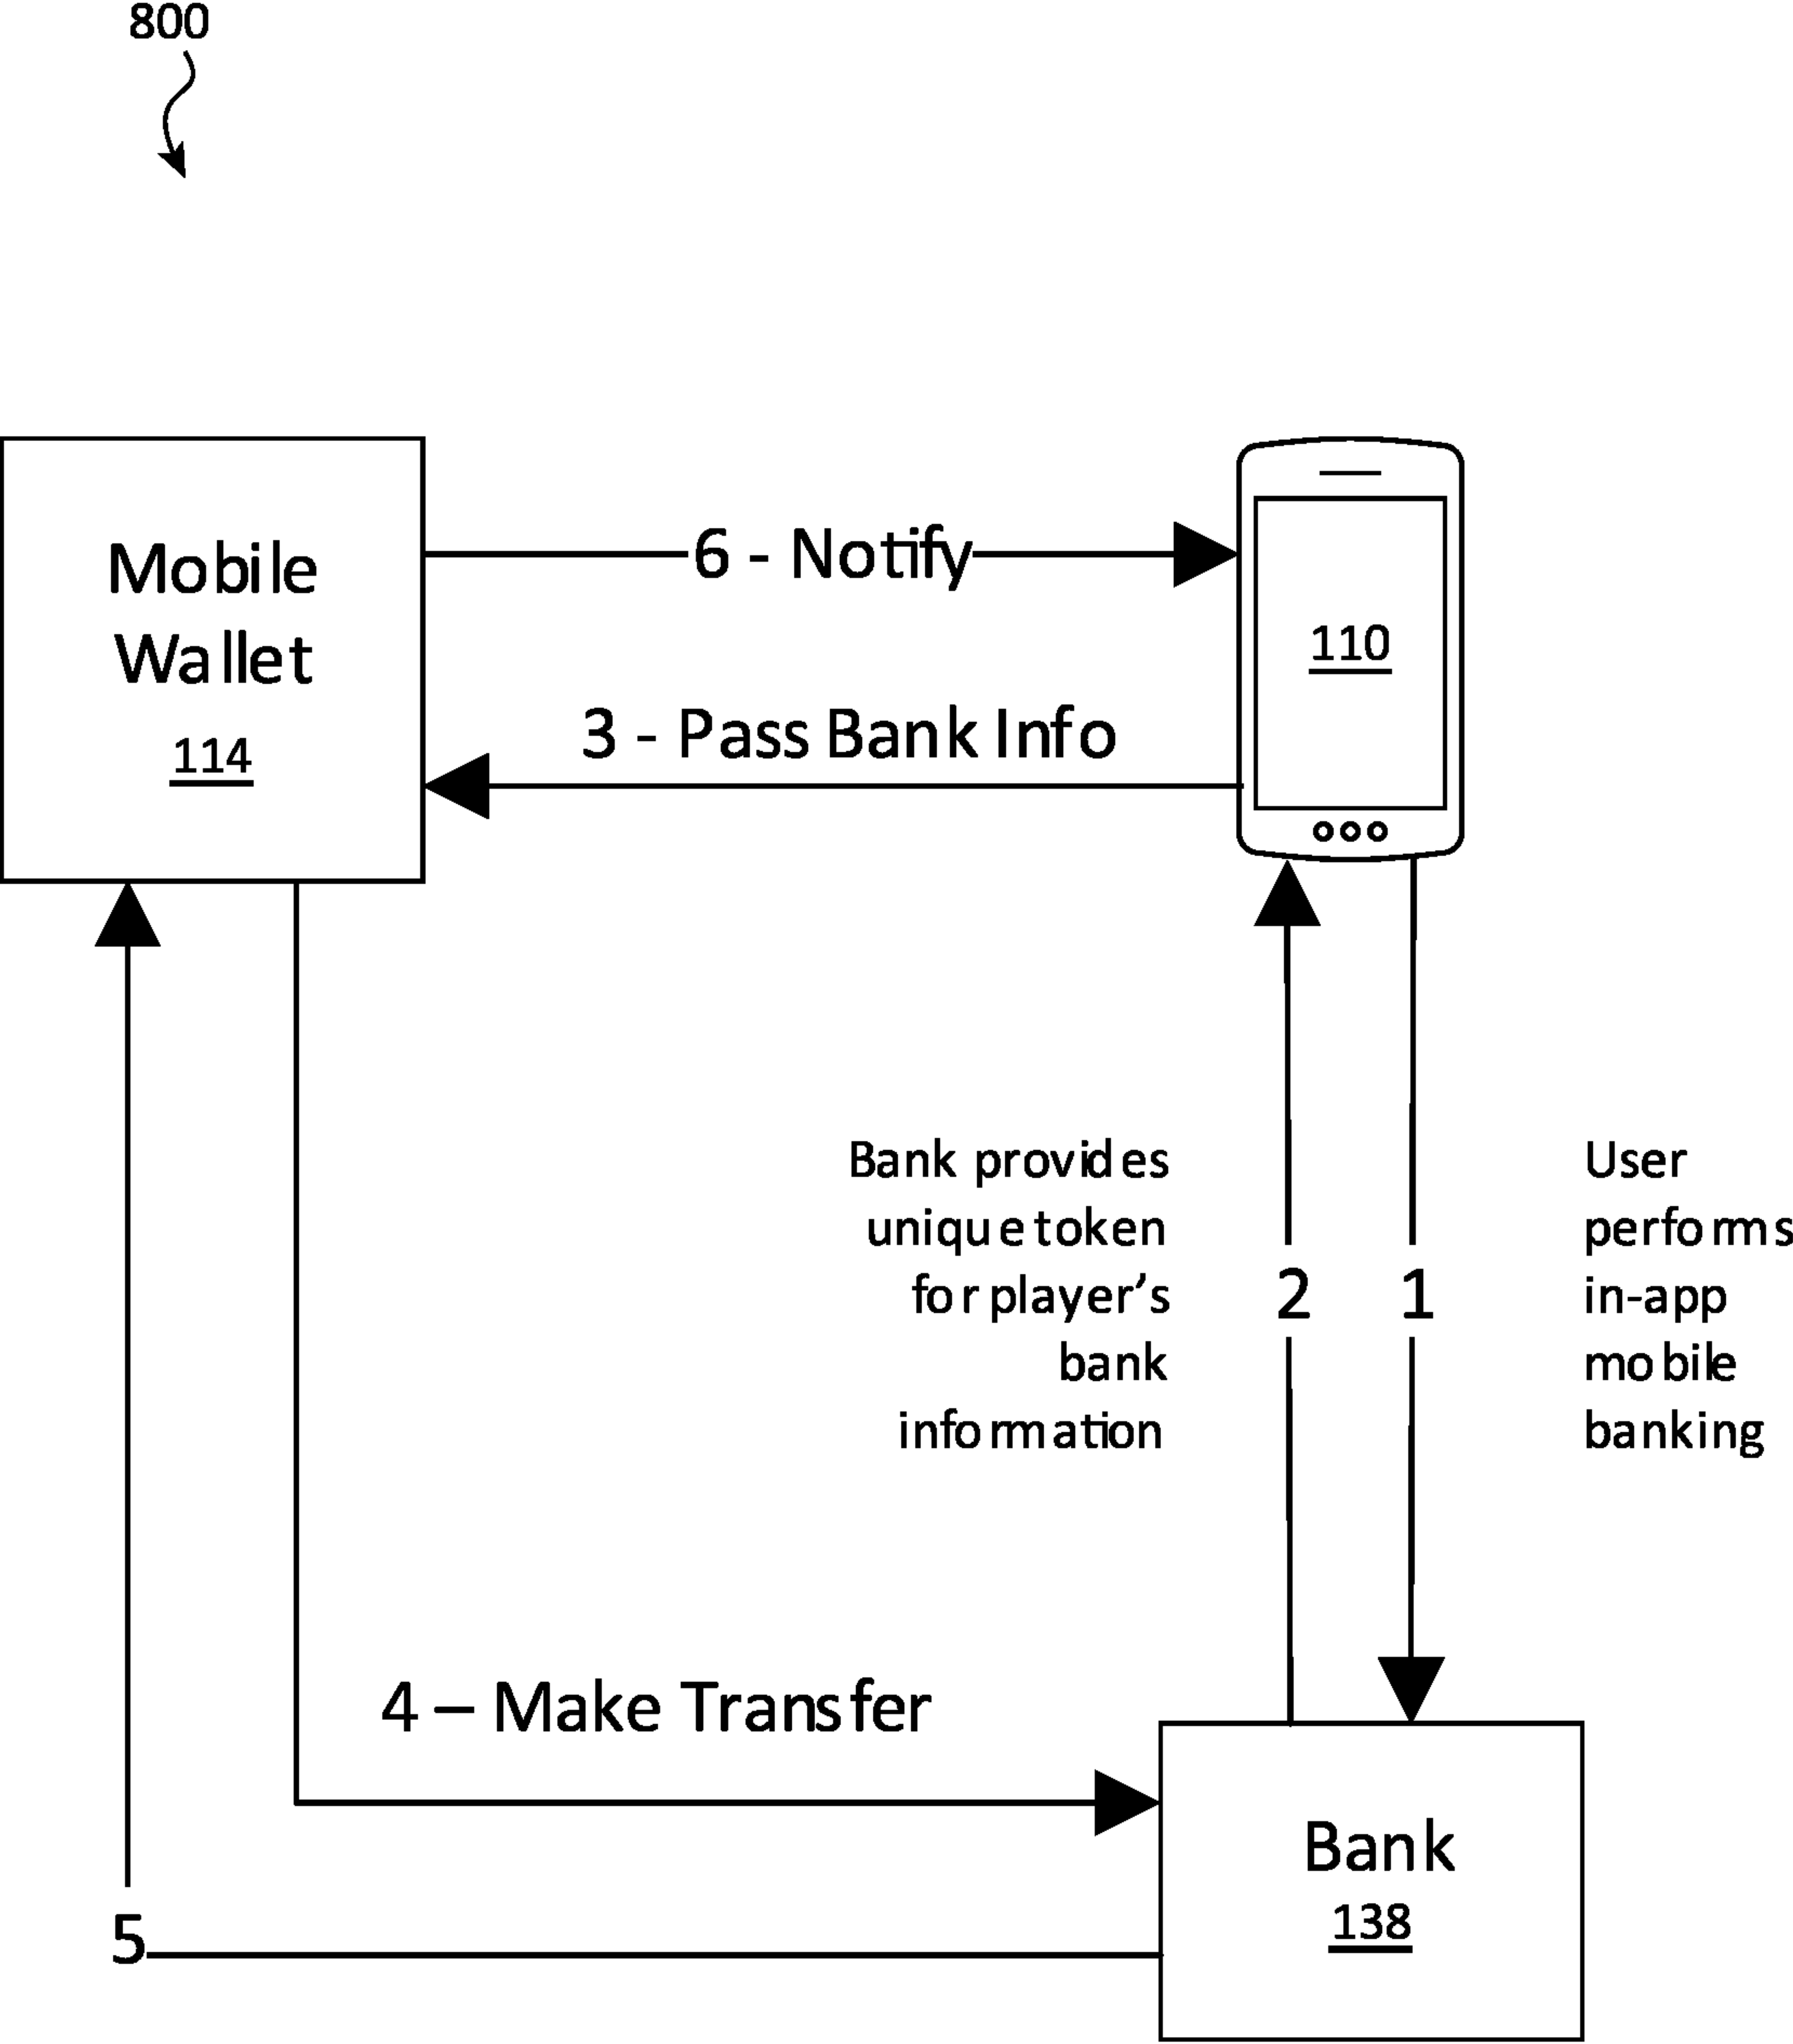 800
Mobile
Wallet
114
6 - Notify
110
3 - Pass Bank Info
Bank provides
unique token
for player’s
bank
information
2
1
User
performs
in-app
mobile
banking
4 – Make Transfer
Bank
138
5